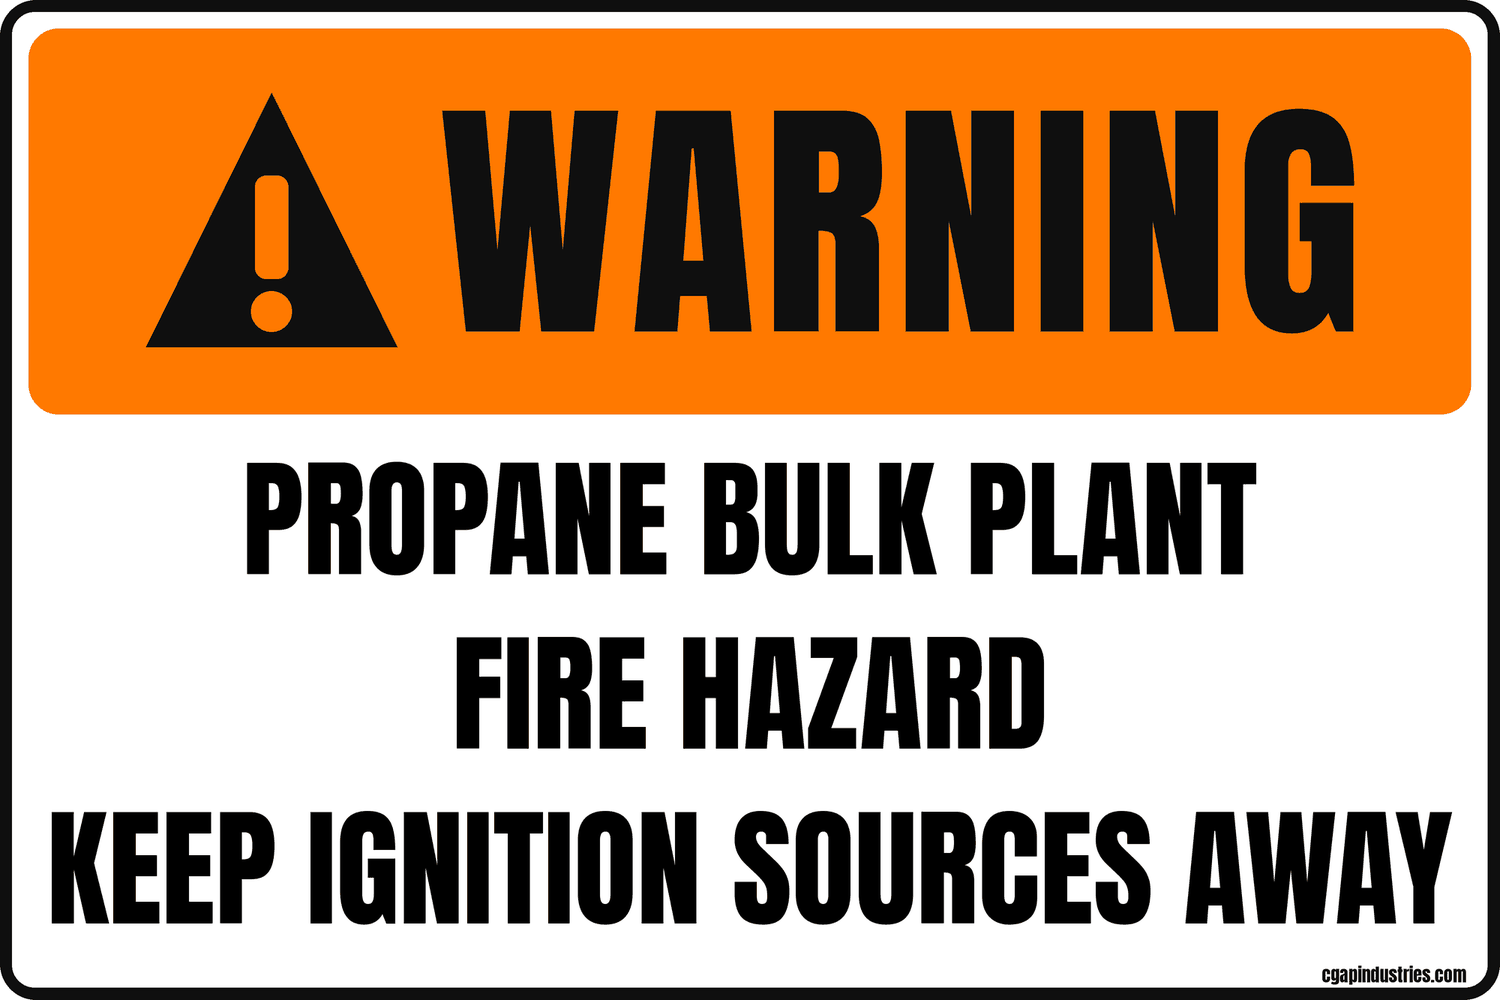 WARNING
PROPANE BULK PLANT
FIRE HAZARD
KEEP IGNITION SOURCES AWAY
cgapindustries.com